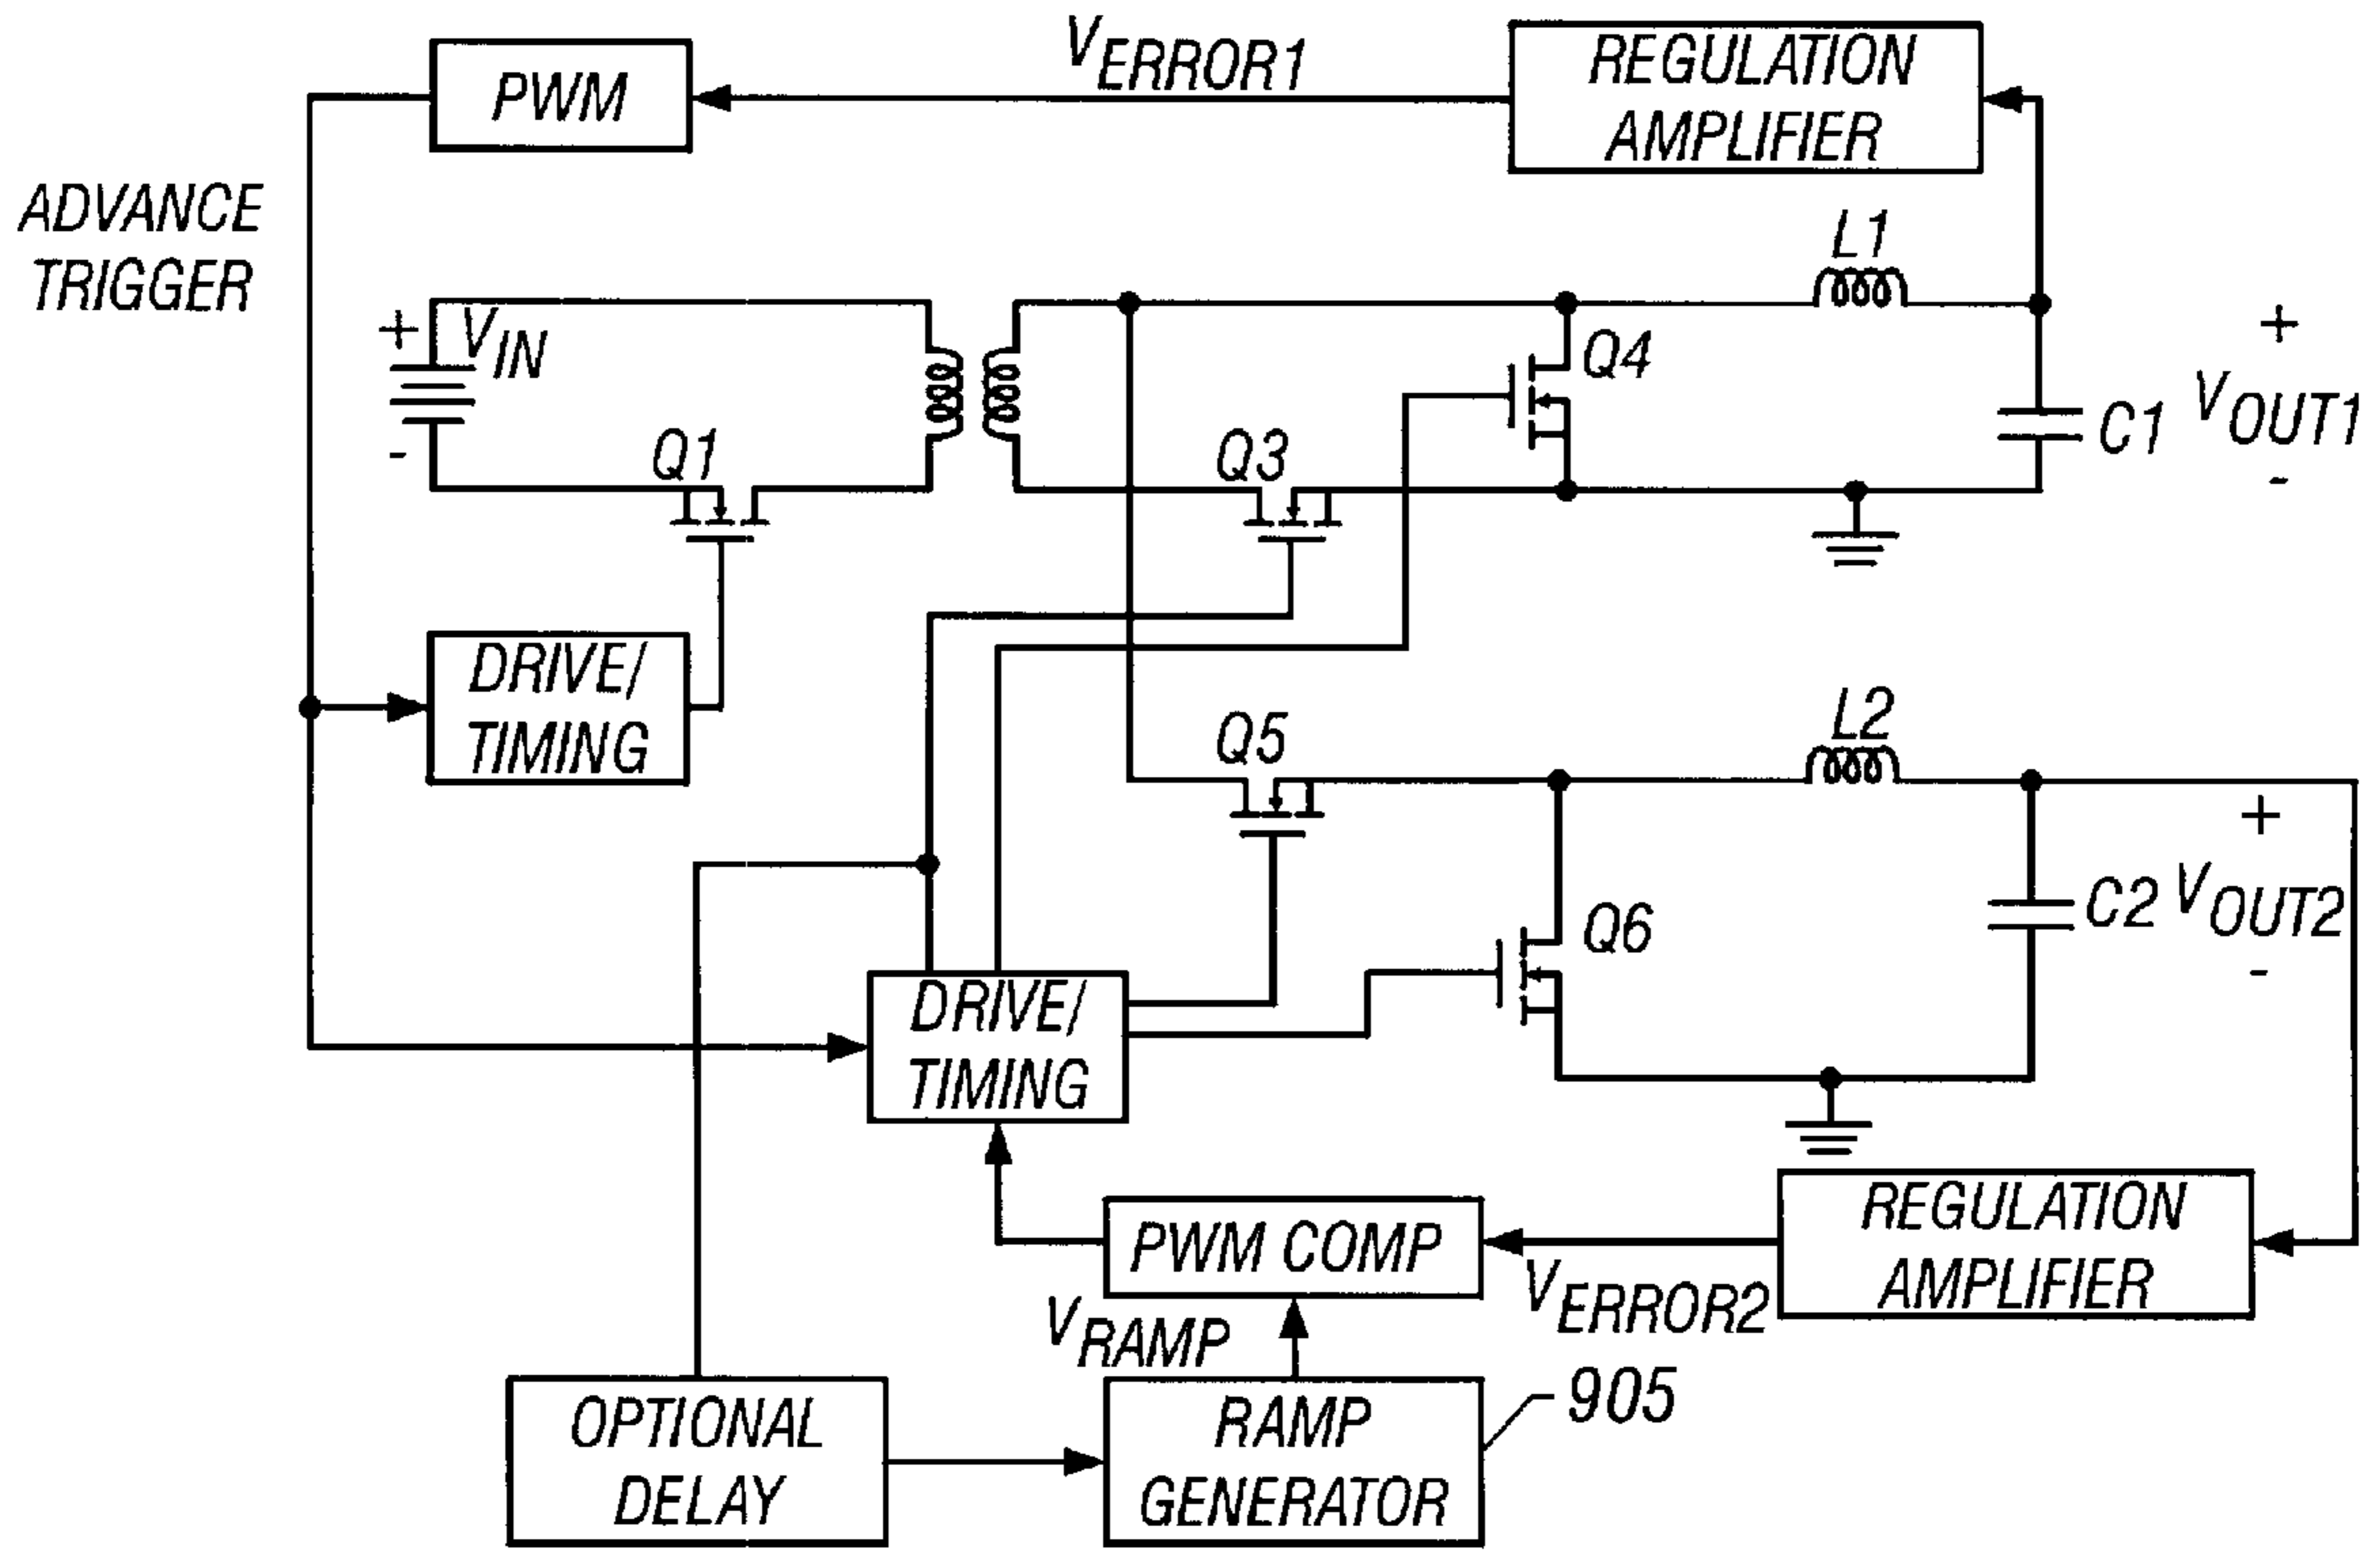 PWM
VERROR1
REGULATION
AMPLIFIER
ADVANCE
TRIGGER
+
VIN
-
Q1
Q3
Q4
L1
C1
+
VOUT1
-
DRIVE/
TIMING
Q5
L2
Q6
C2
+
VOUT2
-
DRIVE/
TIMING
PWM COMP
VERROR2
REGULATION
AMPLIFIER
VRAMP
OPTIONAL
DELAY
RAMP
GENERATOR
905